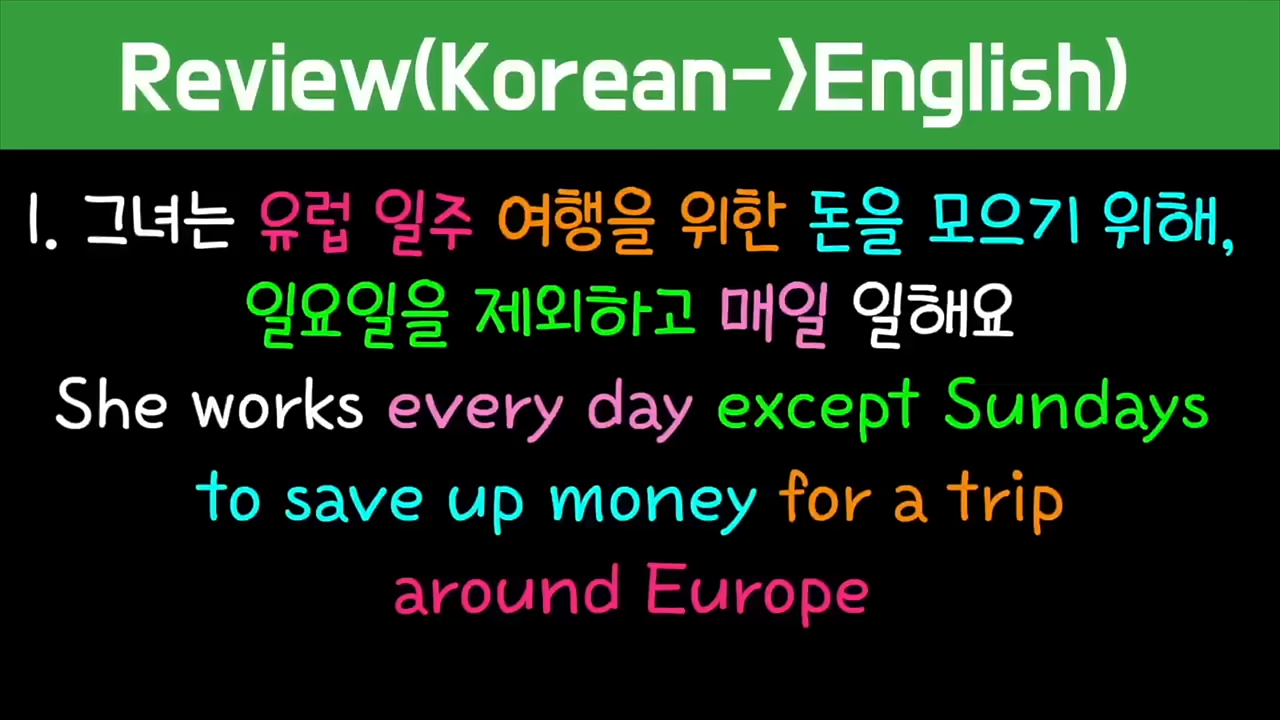 Review(Korean->English)
1. 그녀는 유럽 일주 여행을 위한 돈을 모으기 위해,
일요일을 제외하고 매일 일해요
She works every day except Sundays
to save up money for a trip
around Europe